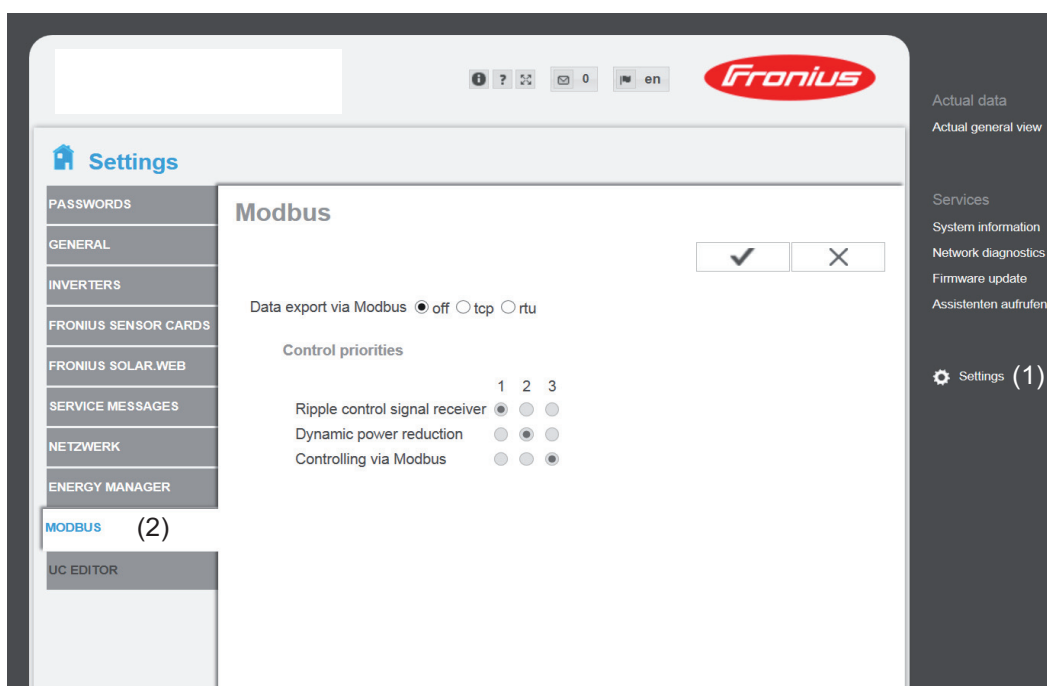 0 en
Fronius
Settings
PASSWORDS
GENERAL
INVERTERS
FRONIUS SENSOR CARDS
FRONIUS SOLAR.WEB
SERVICE MESSAGES
NETZWERK
ENERGY MANAGER
MODBUS (2)
UC EDITOR
Modbus
Data export via Modbus off tcp rtu
Control priorities
1 2 3
Ripple control signal receiver
Dynamic power reduction
Controlling via Modbus
Actual data
Actual general view
Services
System information
Network diagnostics
Firmware update
Assistenten aufrufen
Settings (1)